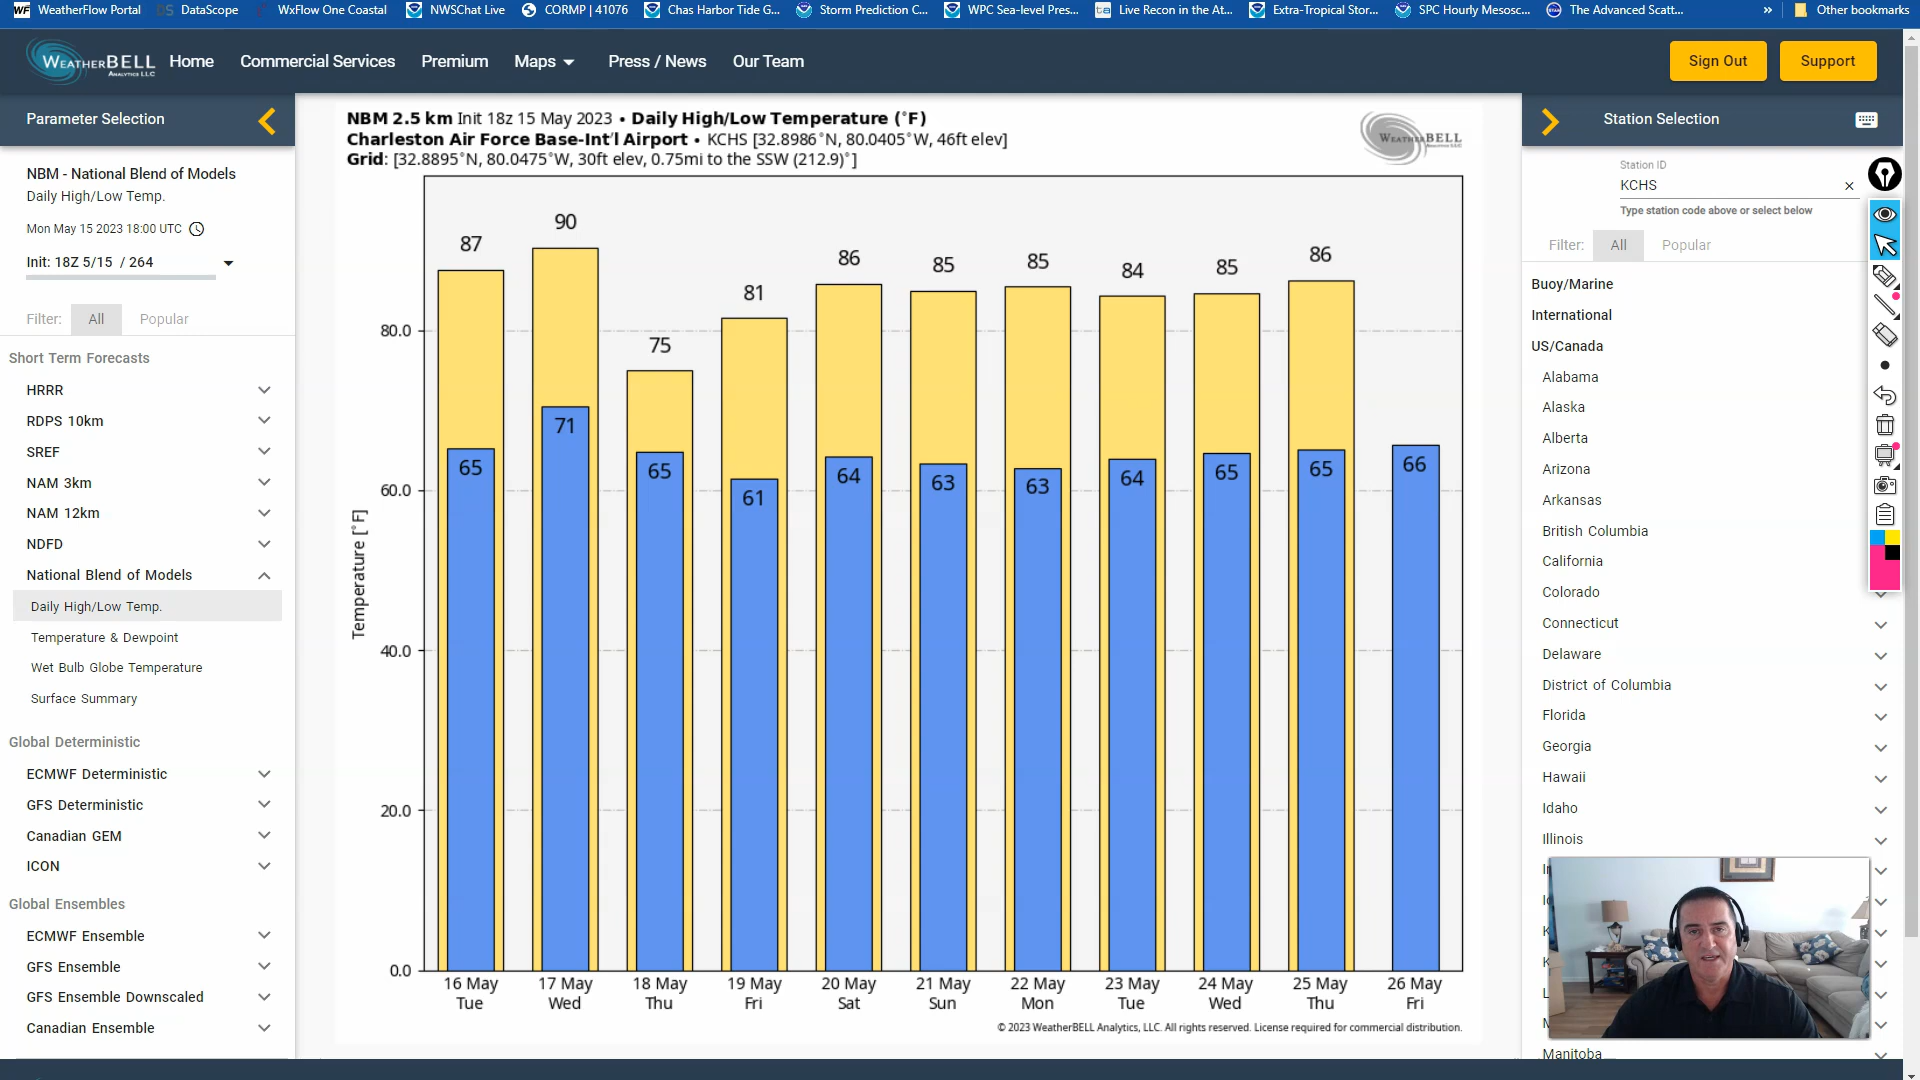 WF WeatherFlow Portal
DS DataScope
WxFlow One Coastal
NWSChat Live
CORMP | 41076
Chas Harbor Tide G...
Storm Prediction C...
WPC Sea-level Pres...
ta Live Recon in the At...
Extra-Tropical Stor...
SPC Hourly Mesosc...
The Advanced Scatt...
»
Other bookmarks
WEATHERBELL
ANALYTICS LLC
Home
Commercial Services
Premium
Maps
Press / News
Our Team
Sign Out
Support
Parameter Selection
NBM - National Blend of Models
Daily High/Low Temp.
Mon May 15 2023 18:00 UTC
Init: 18Z 5/15 / 264
Filter: All Popular
Short Term Forecasts
HRRR
RDPS 10km
SREF
NAM 3km
NAM 12km
NDFD
National Blend of Models
Daily High/Low Temp.
Temperature & Dewpoint
Wet Bulb Globe Temperature
Surface Summary
Global Deterministic
ECMWF Deterministic
GFS Deterministic
Canadian GEM
ICON
Global Ensembles
ECMWF Ensemble
GFS Ensemble
GFS Ensemble Downscaled
Canadian Ensemble
NBM 2.5 km Init 18z 15 May 2023 • Daily High/Low Temperature (°F)
Charleston Air Force Base-Int'l Airport • KCHS [32.8986°N, 80.0405°W, 46ft elev]
Grid: [32.8895°N, 80.0475°W, 30ft elev, 0.75mi to the SSW (212.9)°]
WEATHERBELL
87 90 75 81 86 85 85 84 85 86
65 71 65 61 64 63 63 64 65 65 66
80.0
60.0
40.0
20.0
0.0
Temperature [°F]
16 May 17 May 18 May 19 May 20 May 21 May 22 May 23 May 24 May 25 May 26 May
Tue Wed Thu Fri Sat Sun Mon Tue Wed Thu Fri
© 2023 WeatherBELL Analytics, LLC. All rights reserved. License required for commercial distribution.
Station Selection
Station ID
KCHS
Type station code above or select below
Filter: All Popular
Buoy/Marine
International
US/Canada
Alabama
Alaska
Alberta
Arizona
Arkansas
British Columbia
California
Colorado
Connecticut
Delaware
District of Columbia
Florida
Georgia
Hawaii
Idaho
Illinois
Manitoba